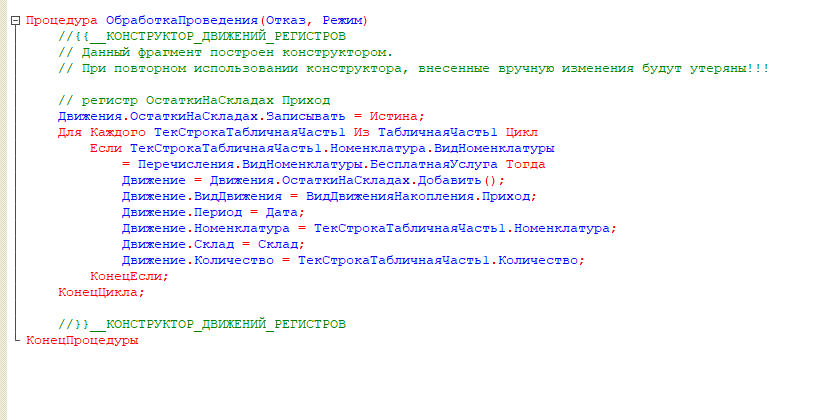 Процедура ОбработкаПроведения(Отказ, Режим)
//{{__КОНСТРУКТОР_ДВИЖЕНИЙ_РЕГИСТРОВ
// Данный фрагмент построен конструктором.
// При повторном использовании конструктора, внесенные вручную изменения будут утеряны!!!
// регистр ОстаткиНаСкладах Приход
Движения.ОстаткиНаСкладах.Записывать = Истина;
Для Каждого ТекСтрокаТабличнаяЧасть1 Из ТабличнаяЧасть1 Цикл
Если ТекСтрокаТабличнаяЧасть1.Номенклатура.ВидНоменклатуры
= Перечисления.ВидНоменклатуры.БесплатнаяУслуга Тогда
Движение = Движения.ОстаткиНаСкладах.Добавить();
Движение.ВидДвижения = ВидДвиженияНакопления.Приход;
Движение.Период = Дата;
Движение.Номенклатура = ТекСтрокаТабличнаяЧасть1.Номенклатура;
Движение.Склад = Склад;
Движение.Количество = ТекСтрокаТабличнаяЧасть1.Количество;
КонецЕсли;
КонецЦикла;
//}}__КОНСТРУКТОР_ДВИЖЕНИЙ_РЕГИСТРОВ
КонецПроцедуры